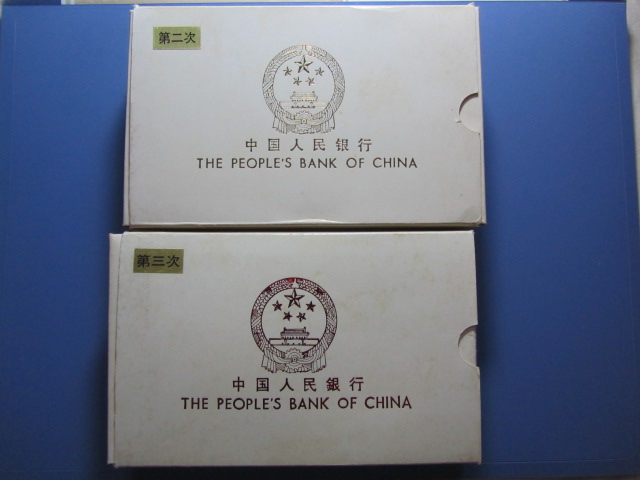 第二次
中国人民银行
THE PEOPLE'S BANK OF CHINA
第三次
中国人民銀行
THE PEOPLE'S BANK OF CHINA